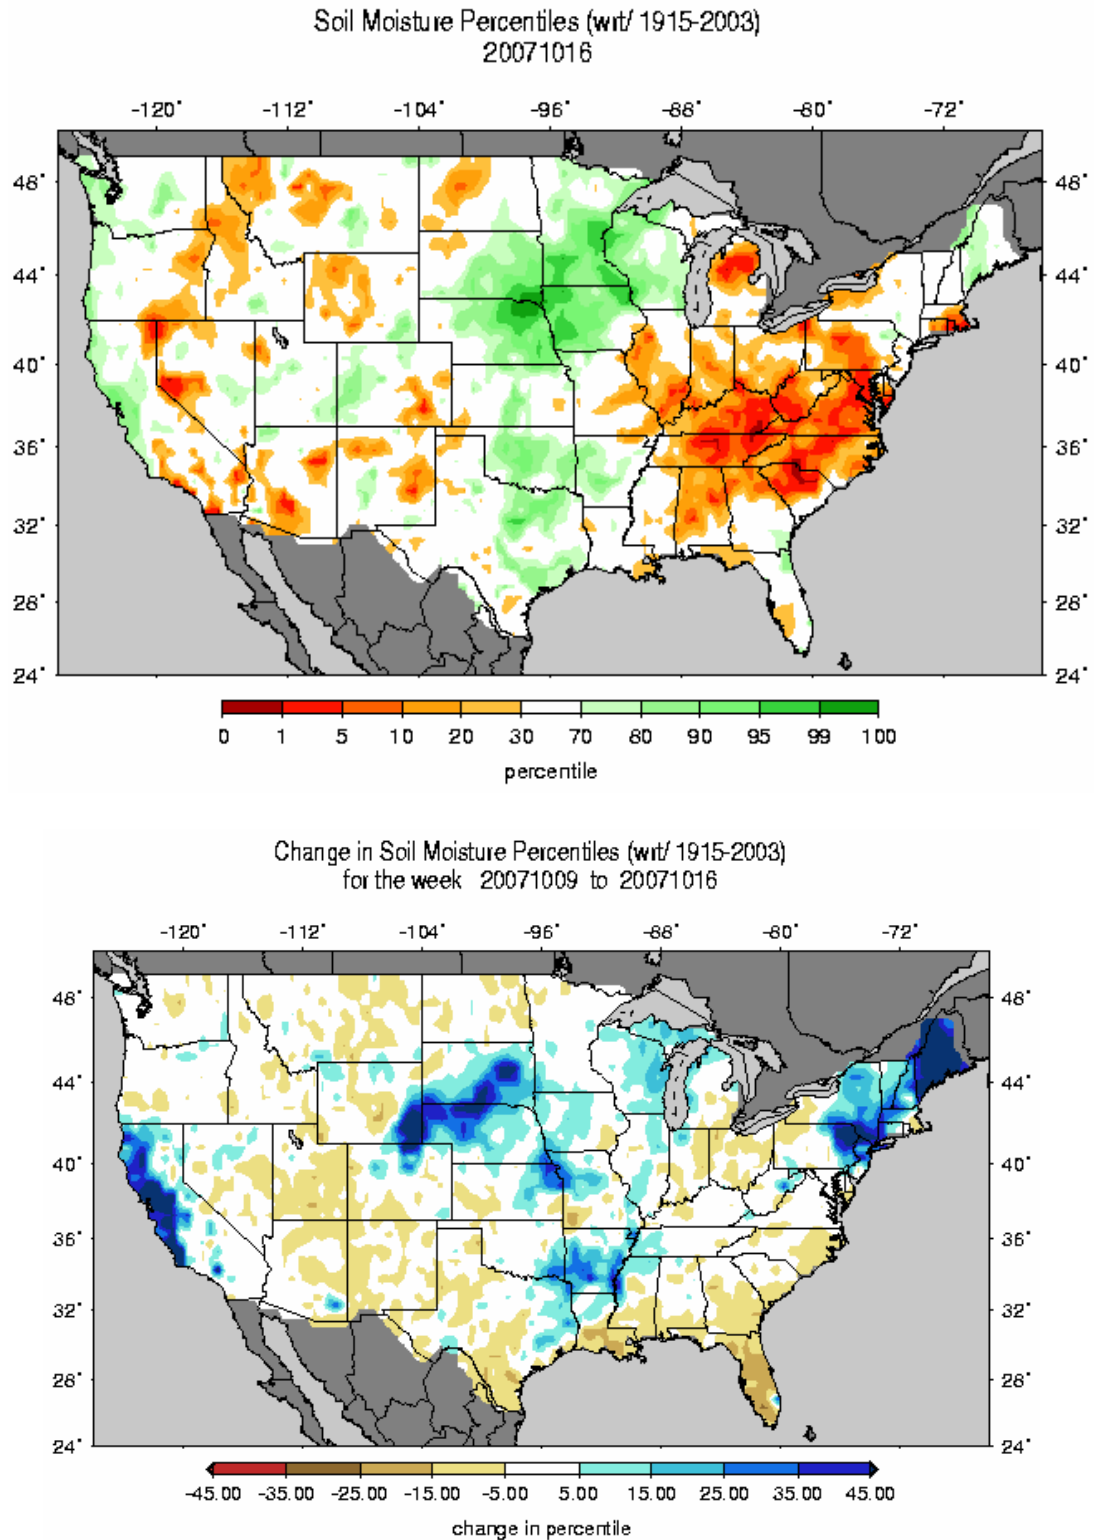 Soil Moisture Percentiles (wrt/ 1915-2003)
20071016
-120° -112° -104° -96° -88° -80° -72°
48° 48°
44° 44°
40° 40°
36° 36°
32° 32°
28° 28°
24° 24°
0 1 5 10 20 30 70 80 90 95 99 100
percentile
Change in Soil Moisture Percentiles (wrt/ 1915-2003)
for the week 20071009 to 20071016
-120° -112° -104° -96° -88° -80° -72°
48° 48°
44° 44°
40° 40°
36° 36°
32° 32°
28° 28°
24° 24°
-45.00 -35.00 -25.00 -15.00 -5.00 5.00 15.00 25.00 35.00 45.00
change in percentile